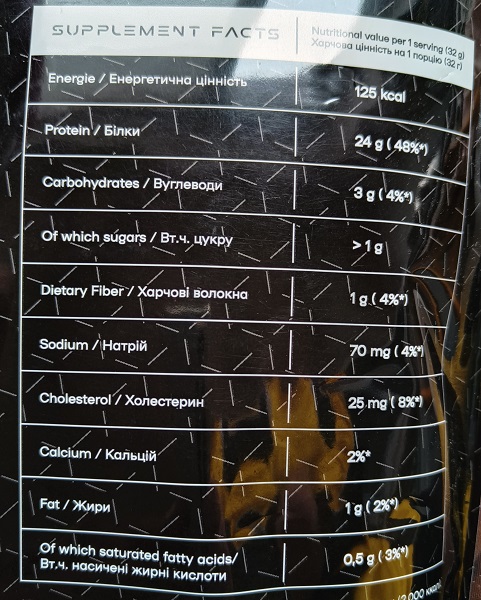 SUPPLEMENT FACTS
Nutritional value per 1 serving (32 g)
Харчова цінність на 1 порцію (32 г)
Energie / Енергетична цінність 125 kcal
Protein / Білки 24 g ( 48%*)
Carbohydrates / Вуглеводи 3 g ( 4%*)
Of which sugars / Вт.ч. цукру > 1 g
Dietary Fiber / Харчові волокна 1 g ( 4%*)
Sodium / Натрій 70 mg ( 4%*)
Cholesterol / Холестерин 25 mg ( 8%*)
Calcium / Кальцій 2%*
Fat / Жири 1 g ( 2%*)
Of which saturated fatty acids/
Вт.ч. насичені жирні кислоти 0,5 g ( 3%*)
2 000 ккал